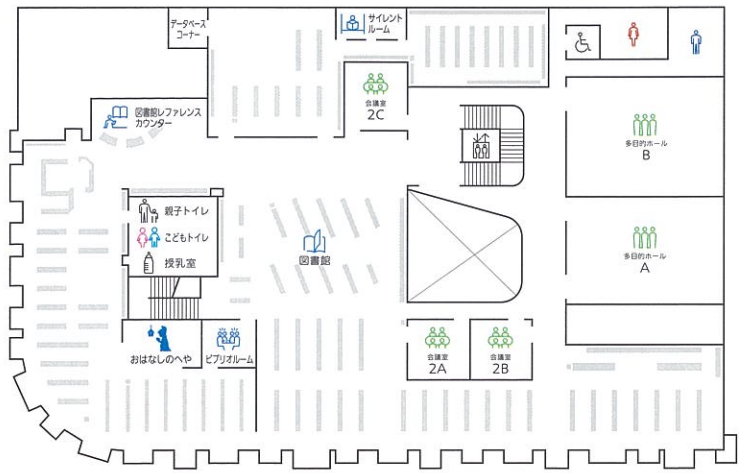 データベース
コーナー
サイレント
ルーム
図書館レファレンス
カウンター
会議室
2C
多目的ホール
B
親子トイレ
こどもトイレ
授乳室
図書館
多目的ホール
A
おはなしのへや
ビブリオルーム
会議室
2A
会議室
2B